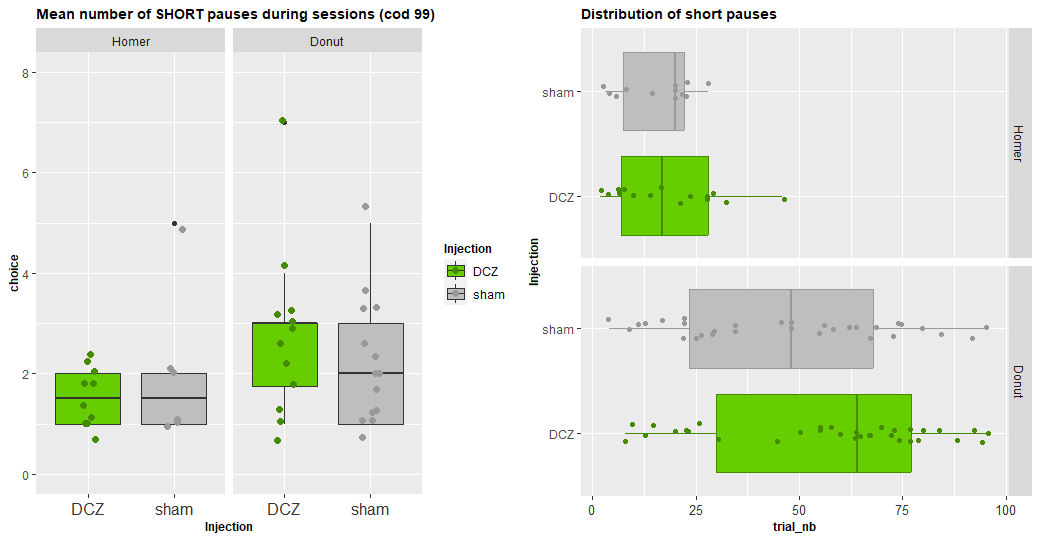 Mean number of SHORT pauses during sessions (cod 99)
Homer
Donut
choice
8
6
4
2
0
DCZ
sham
DCZ
sham
Injection
Injection
DCZ
sham
Distribution of short pauses
Injection
sham
DCZ
Homer
sham
DCZ
Donut
0
25
50
75
100
trial_nb